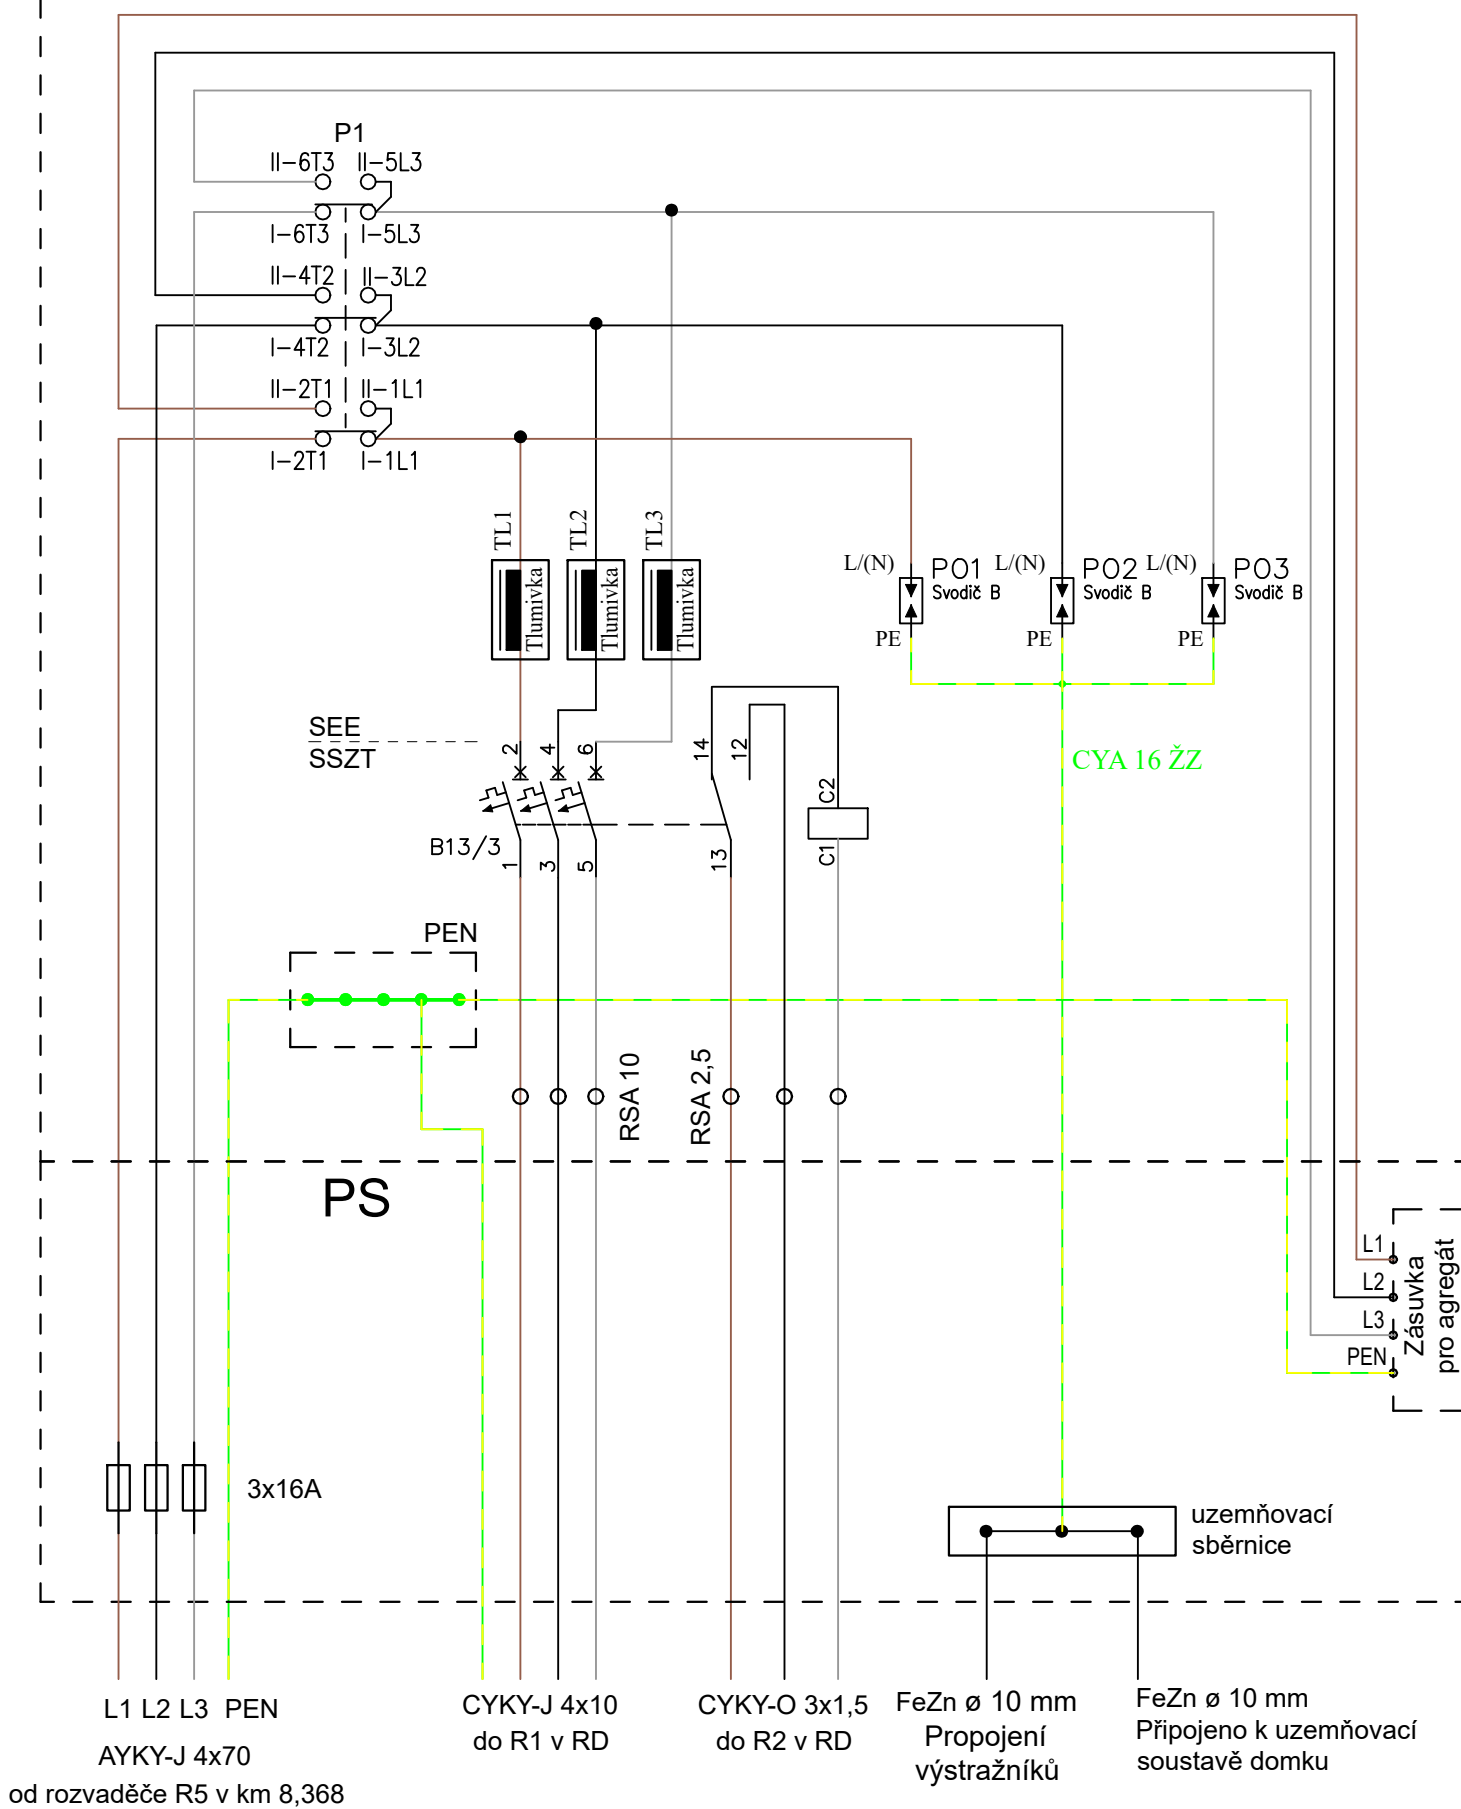 P1
II-6T3 II-5L3
I-6T3 I-5L3
II-4T2 II-3L2
I-4T2 I-3L2
II-2T1 II-1L1
I-2T1 I-1L1
TL1
TL2
TL3
Tlumivka
Tlumivka
Tlumivka
L/(N) PO1
Svodič B
PE
L/(N) PO2
Svodič B
PE
L/(N) PO3
Svodič B
PE
CYA 16 ŽZ
SEE
SSZT
2
4
6
14
12
C2
B13/3
1
3
5
13
C1
PEN
RSA 10
RSA 2,5
PS
L1
L2
L3
PEN
Zásuvka
pro agregát
3x16A
uzemňovací
sběrnice
L1 L2 L3 PEN
AYKY-J 4x70
od rozvaděče R5 v km 8,368
CYKY-J 4x10
do R1 v RD
CYKY-O 3x1,5
do R2 v RD
FeZn ø 10 mm
Propojení
výstražníků
FeZn ø 10 mm
Připojeno k uzemňovací
soustavě domku